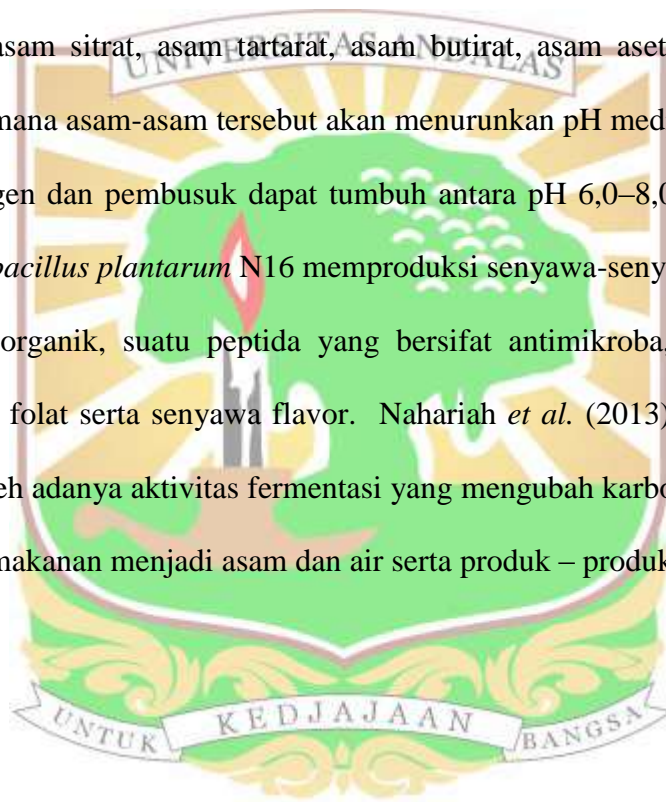 asam sitrat, asam tartarat, asam butirat, asam aset
UNIVERSITAS ANDALAS
mana asam-asam tersebut akan menurunkan pH med
gen dan pembusuk dapat tumbuh antara pH 6,0–8,0
bacillus plantarum N16 memproduksi senyawa-seny
organik, suatu peptida yang bersifat antimikroba,
folat serta senyawa flavor. Nahariah et al. (2013)
eh adanya aktivitas fermentasi yang mengubah karbo
makanan menjadi asam dan air serta produk – produk
UNTUK KEDJAJAAN BANGSA